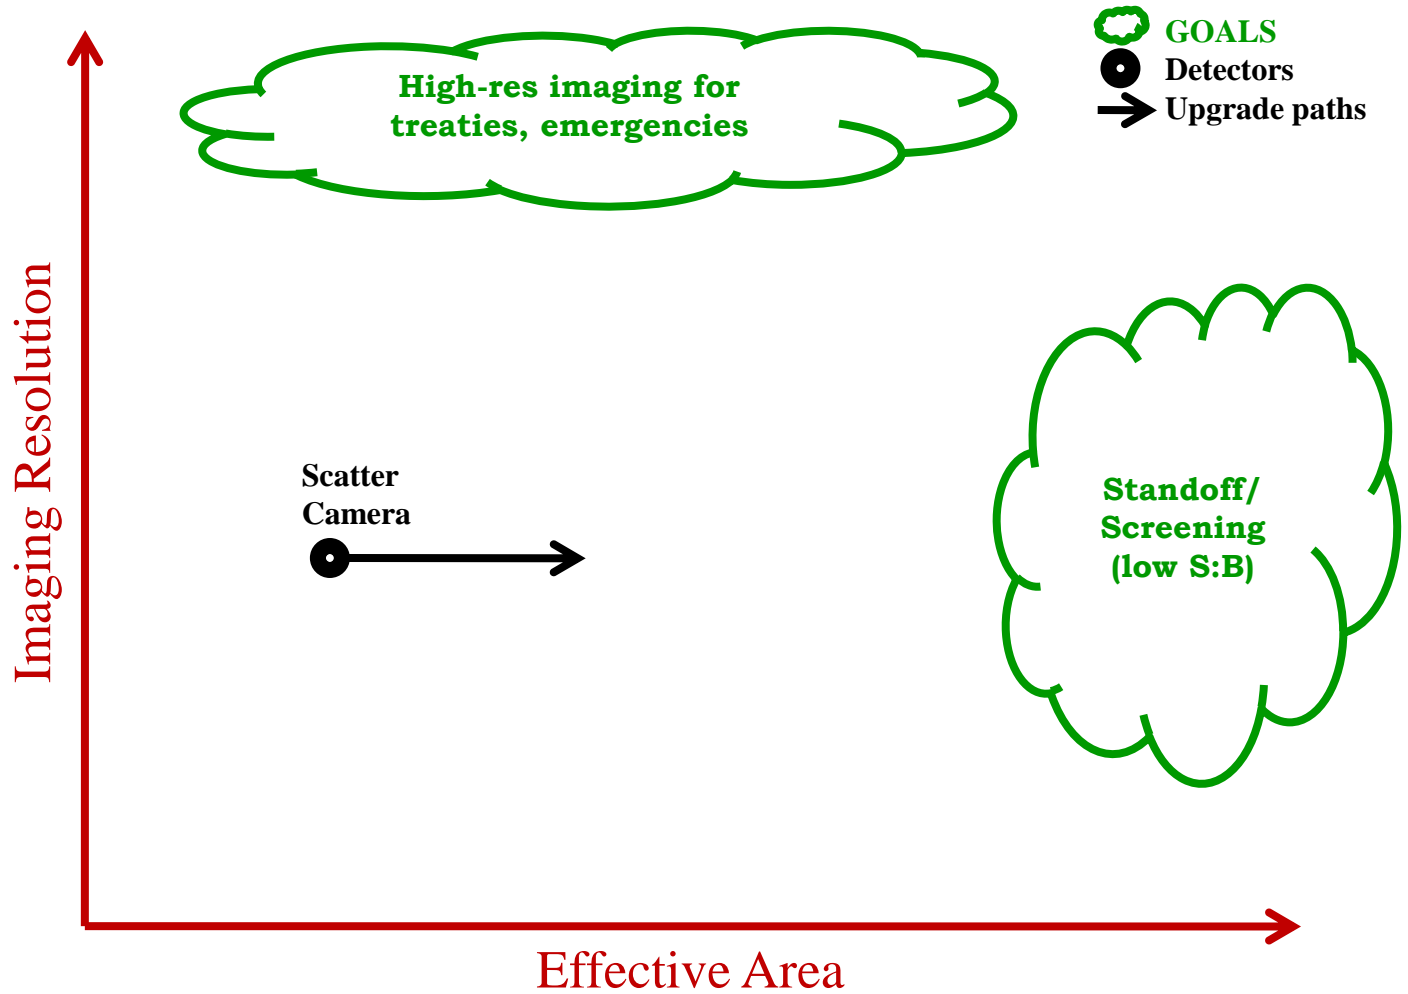 GOALS
Detectors
Upgrade paths
High-res imaging for
treaties, emergencies
Imaging Resolution
Scatter
Camera
Standoff/
Screening
(low S:B)
Effective Area